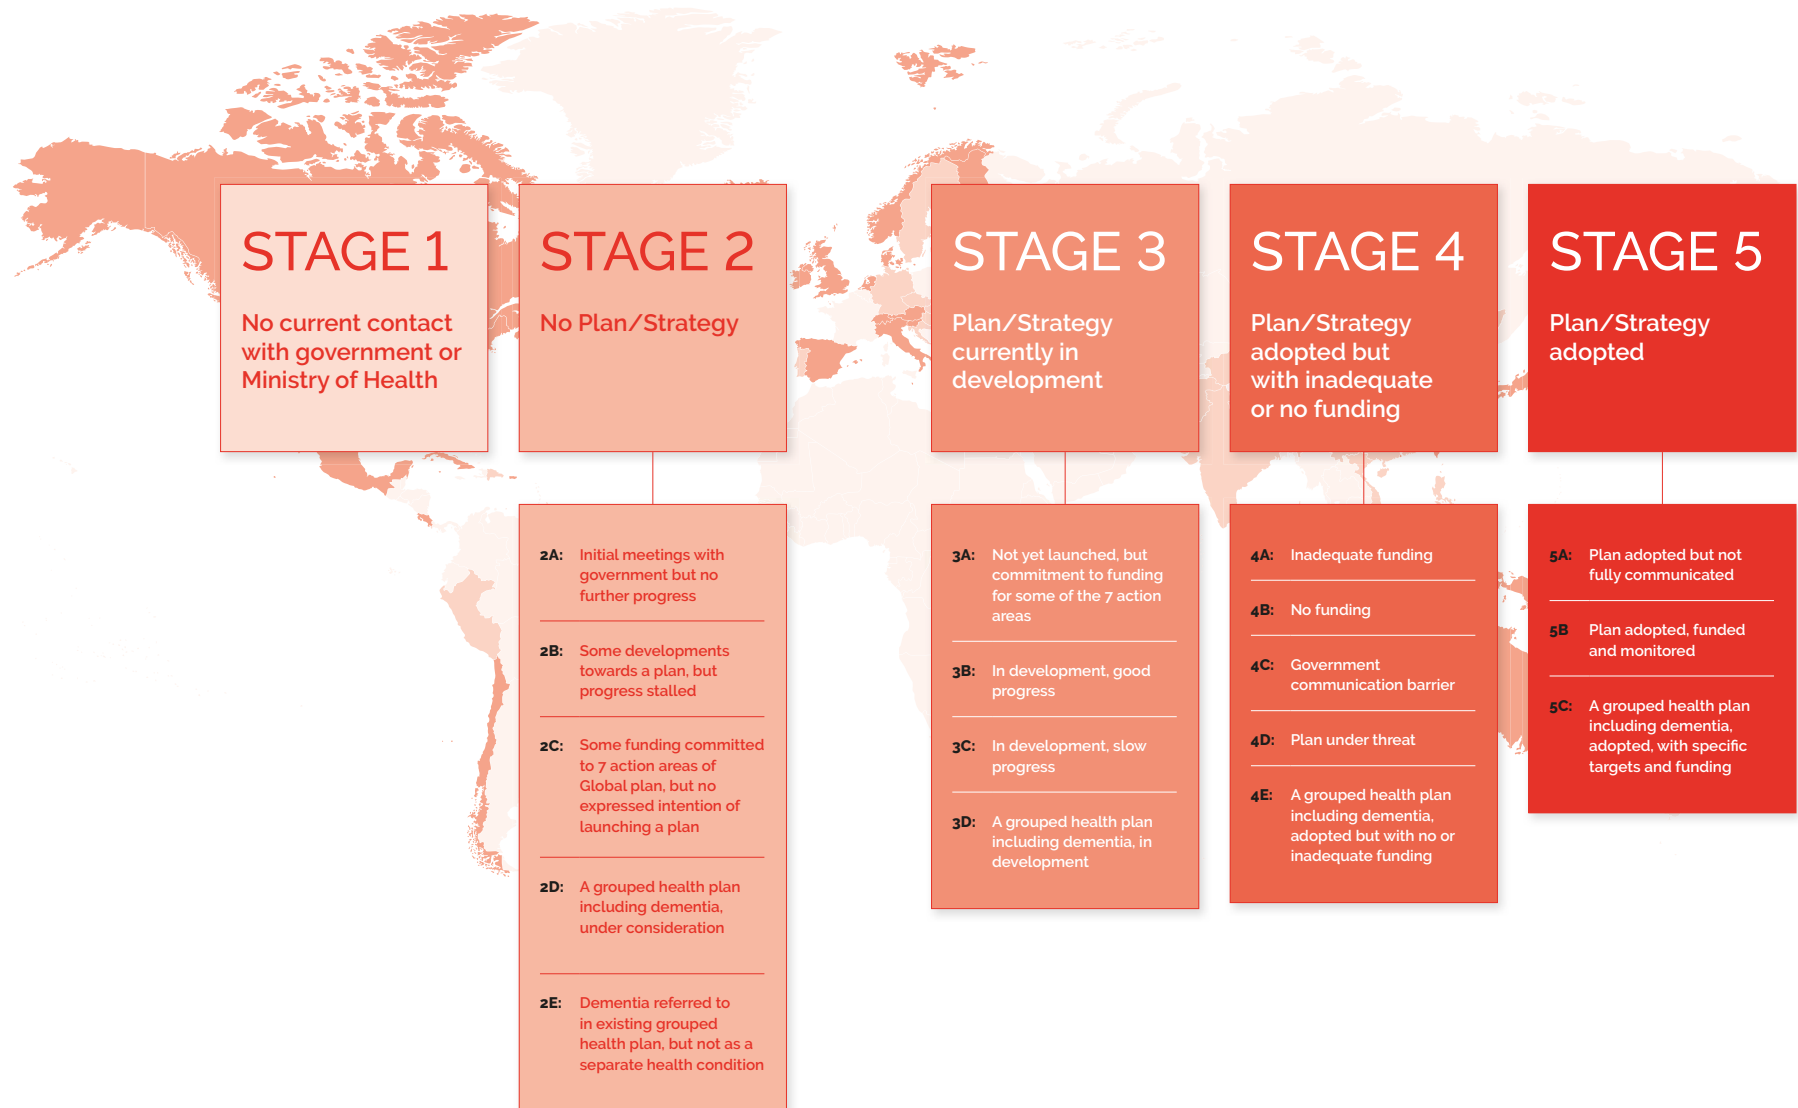 STAGE 1
No current contact
with government or
Ministry of Health
STAGE 2
No Plan/Strategy
2A: Initial meetings with
government but no
further progress
2B: Some developments
towards a plan, but
progress stalled
2C: Some funding committed
to 7 action areas of
Global plan, but no
expressed intention of
launching a plan
2D: A grouped health plan
including dementia,
under consideration
2E: Dementia referred to
in existing grouped
health plan, but not as a
separate health condition
STAGE 3
Plan/Strategy
currently in
development
3A: Not yet launched, but
commitment to funding
for some of the 7 action
areas
3B: In development, good
progress
3C: In development, slow
progress
3D: A grouped health plan
including dementia, in
development
STAGE 4
Plan/Strategy
adopted but
with inadequate
or no funding
4A: Inadequate funding
4B: No funding
4C: Government
communication barrier
4D: Plan under threat
4E: A grouped health plan
including dementia,
adopted but with no or
inadequate funding
STAGE 5
Plan/Strategy
adopted
5A: Plan adopted but not
fully communicated
5B Plan adopted, funded
and monitored
5C: A grouped health plan
including dementia,
adopted, with specific
targets and funding